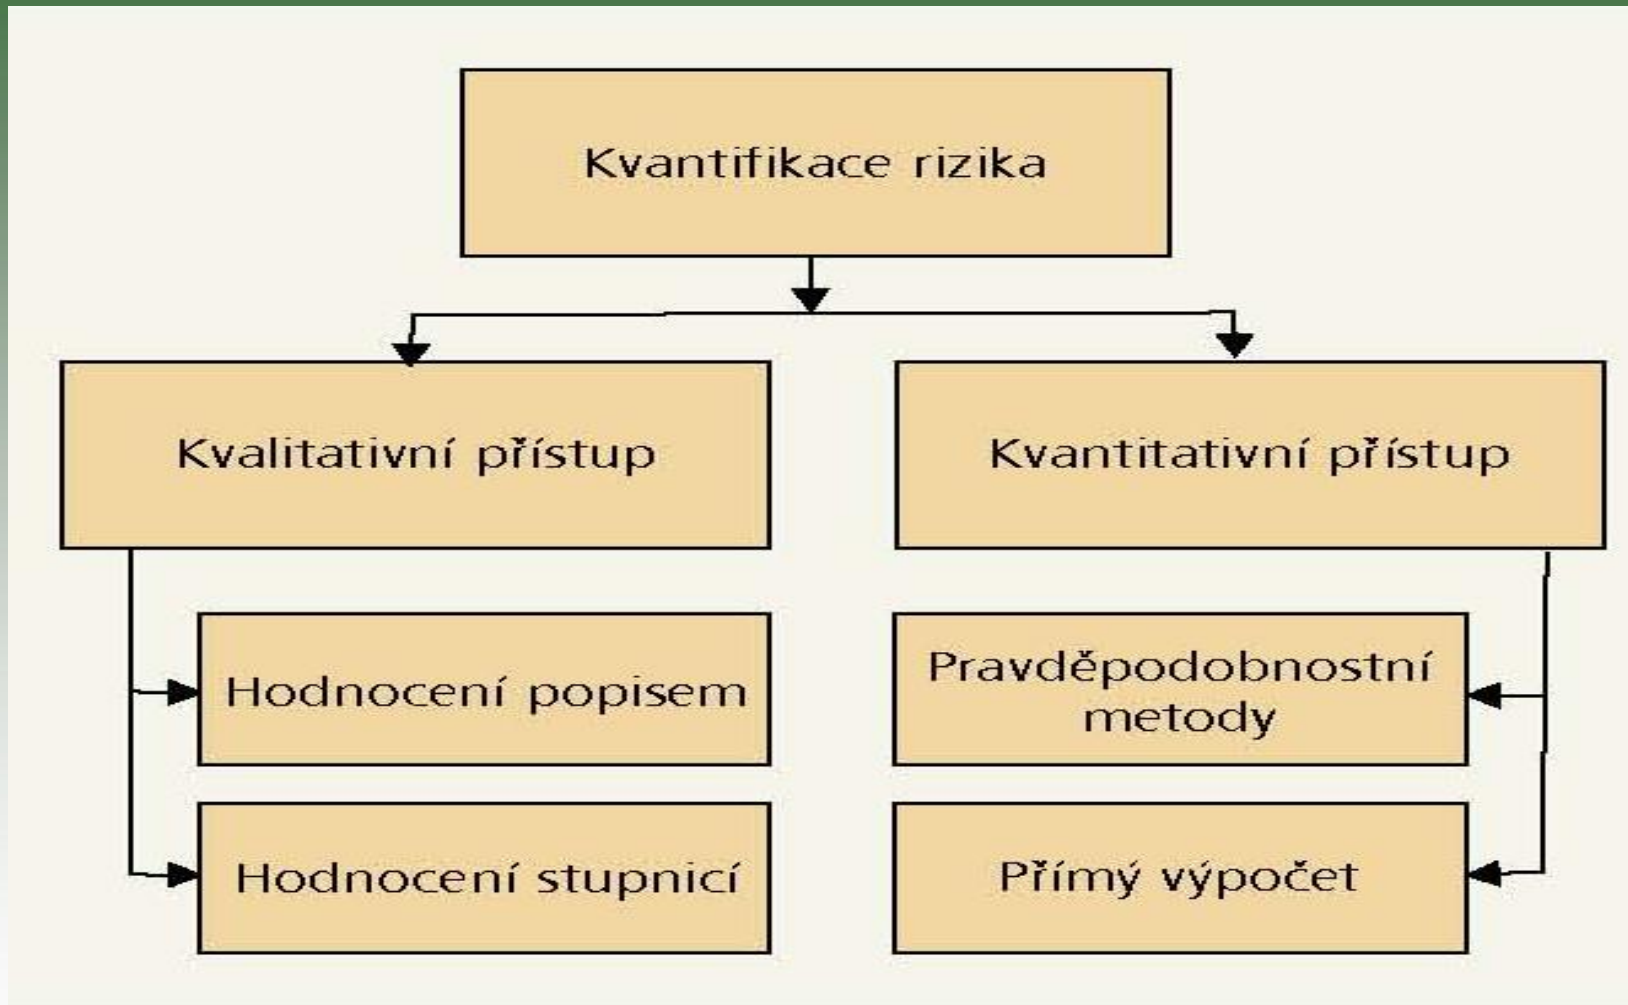 Kvantifikace rizika
Kvalitativní přístup
Kvantitativní přístup
Hodnocení popisem
Pravděpodobnostní
metody
Hodnocení stupnicí
Přímý výpočet